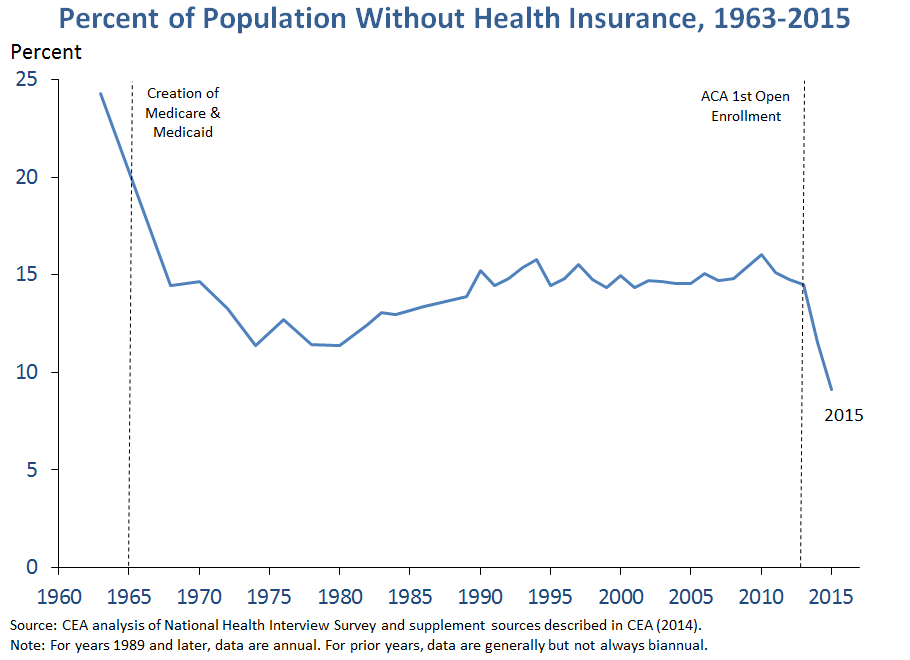 Percent of Population Without Health Insurance, 1963-2015
Percent
25
20
15
10
5
0
Creation of
Medicare &
Medicaid
ACA 1st Open
Enrollment
2015
1960 1965 1970 1975 1980 1985 1990 1995 2000 2005 2010 2015
Source: CEA analysis of National Health Interview Survey and supplement sources described in CEA (2014).
Note: For years 1989 and later, data are annual. For prior years, data are generally but not always biannual.